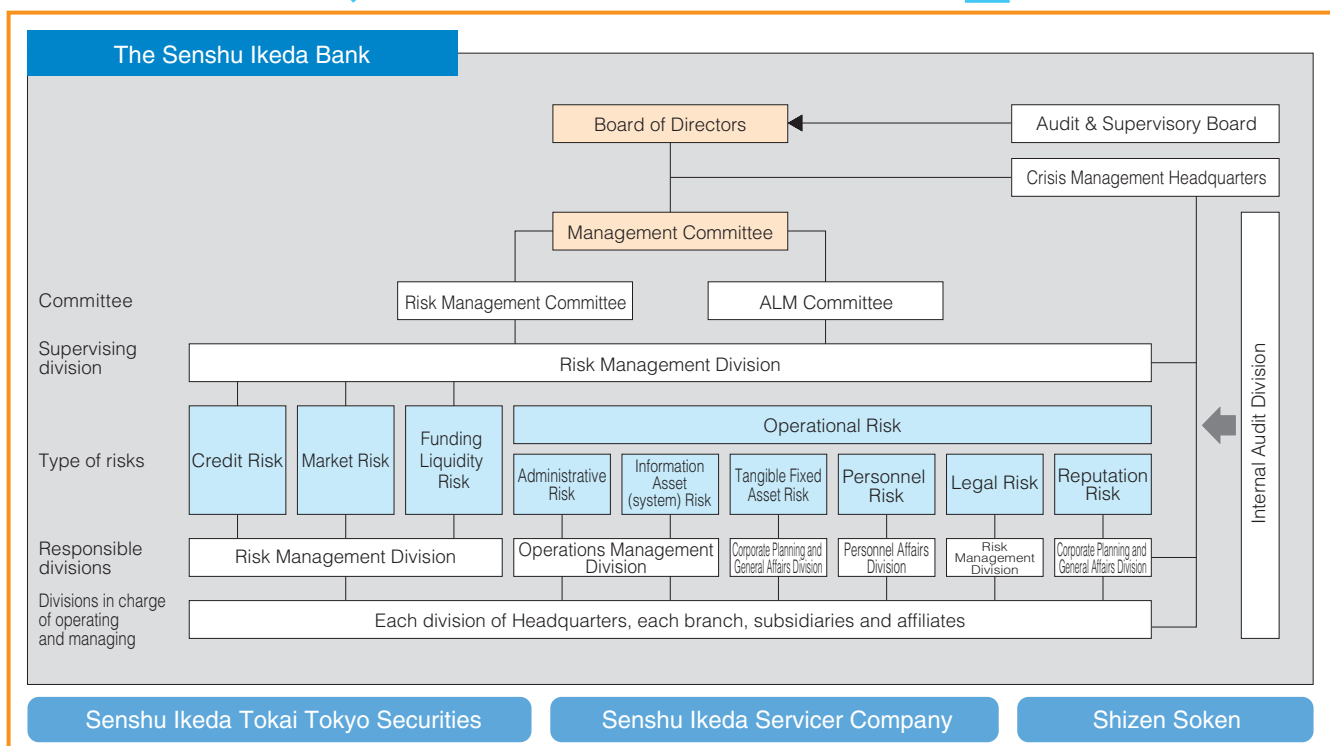 The Senshu Ikeda Bank
Board of Directors
Audit & Supervisory Board
Crisis Management Headquarters
Management Committee
Committee
Risk Management Committee
ALM Committee
Supervising
division
Risk Management Division
Internal Audit Division
Type of risks
Credit Risk
Market Risk
Funding
Liquidity
Risk
Operational Risk
Administrative
Risk
Information
Asset
(system) Risk
Tangible Fixed
Asset Risk
Personnel
Risk
Legal Risk
Reputation
Risk
Responsible
divisions
Risk Management Division
Operations Management
Division
Corporate Planning and
General Affairs Division
Personnel Affairs
Division
Risk
Management
Division
Corporate Planning and
General Affairs Division
Divisions in charge
of operating
and managing
Each division of Headquarters, each branch, subsidiaries and affiliates
Senshu Ikeda Tokai Tokyo Securities
Senshu Ikeda Servicer Company
Shizen Soken